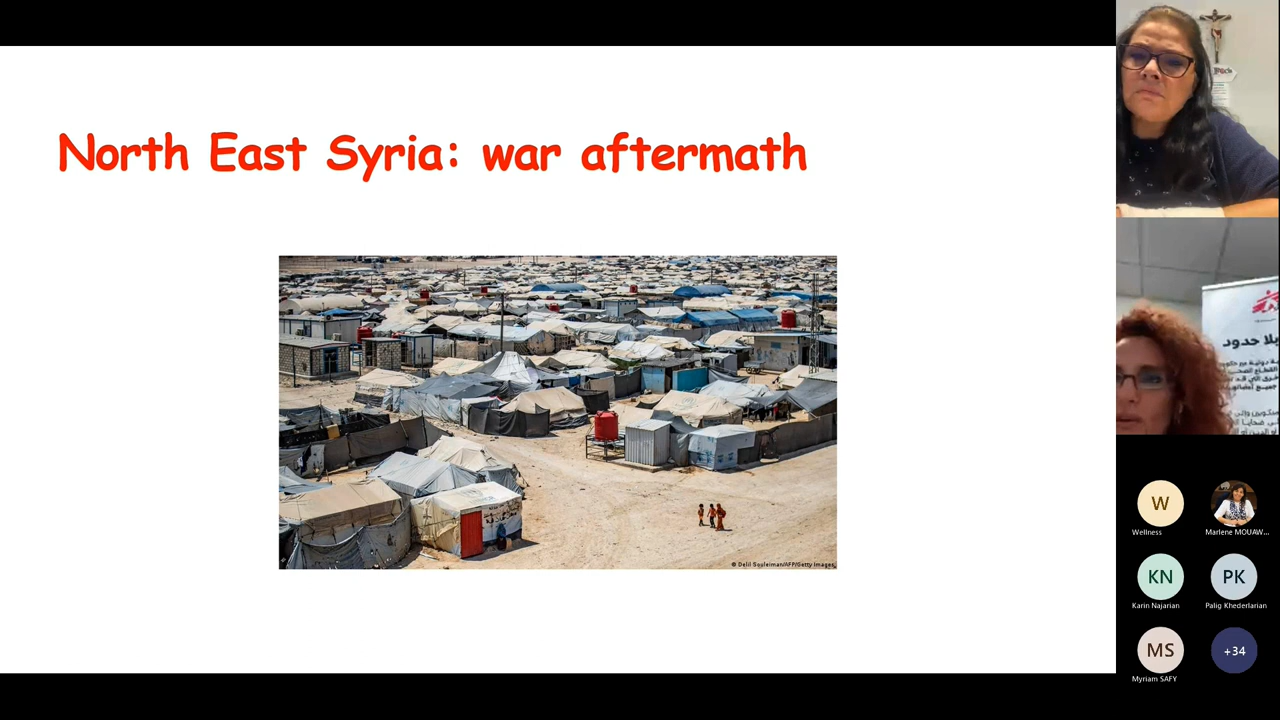 North East Syria: war aftermath
© Delil Souleiman/AFP/Getty Images
بلا حدود
W
Wellness
Marlene MOUAW...
KN
Karin Najarian
PK
Palig Khederlarian
MS
Myriam SAFY
+34